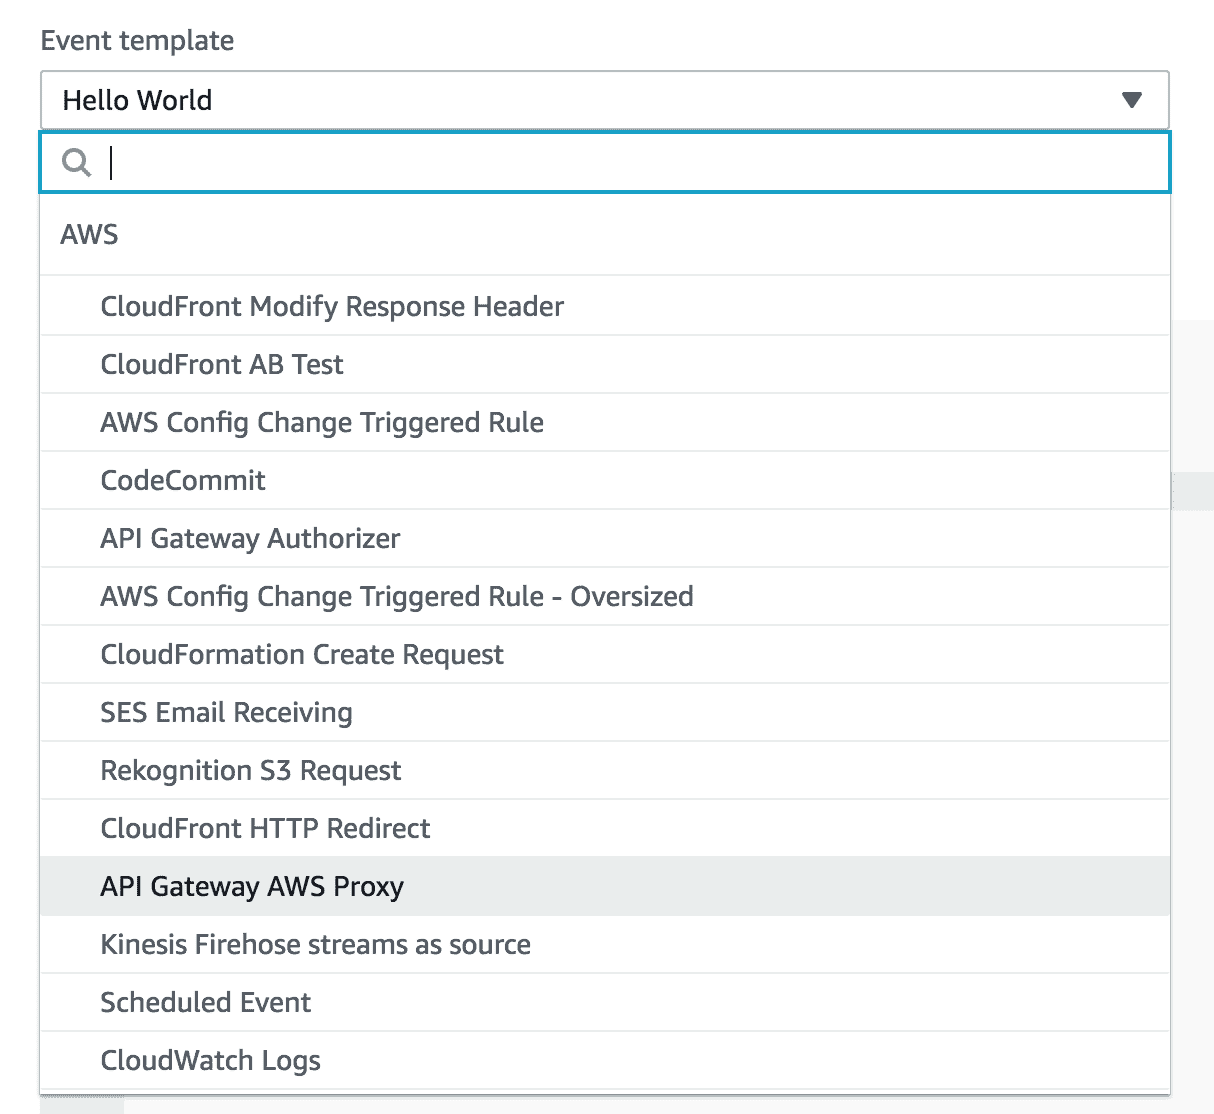 Event template
Hello World
AWS
CloudFront Modify Response Header
CloudFront AB Test
AWS Config Change Triggered Rule
CodeCommit
API Gateway Authorizer
AWS Config Change Triggered Rule - Oversized
CloudFormation Create Request
SES Email Receiving
Rekognition S3 Request
CloudFront HTTP Redirect
API Gateway AWS Proxy
Kinesis Firehose streams as source
Scheduled Event
CloudWatch Logs